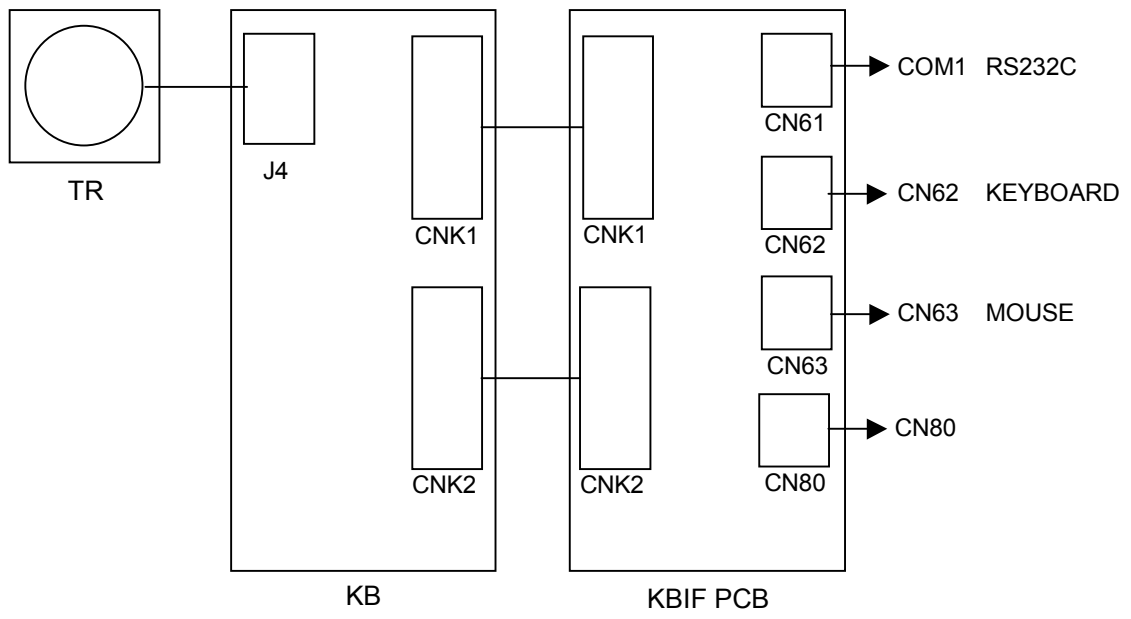 COM1 RS232C
CN61
J4
TR
CN62 KEYBOARD
CNK1
CNK1
CN62
CN63 MOUSE
CN63
CN80
CNK2
CNK2
CN80
KB
KBIF PCB